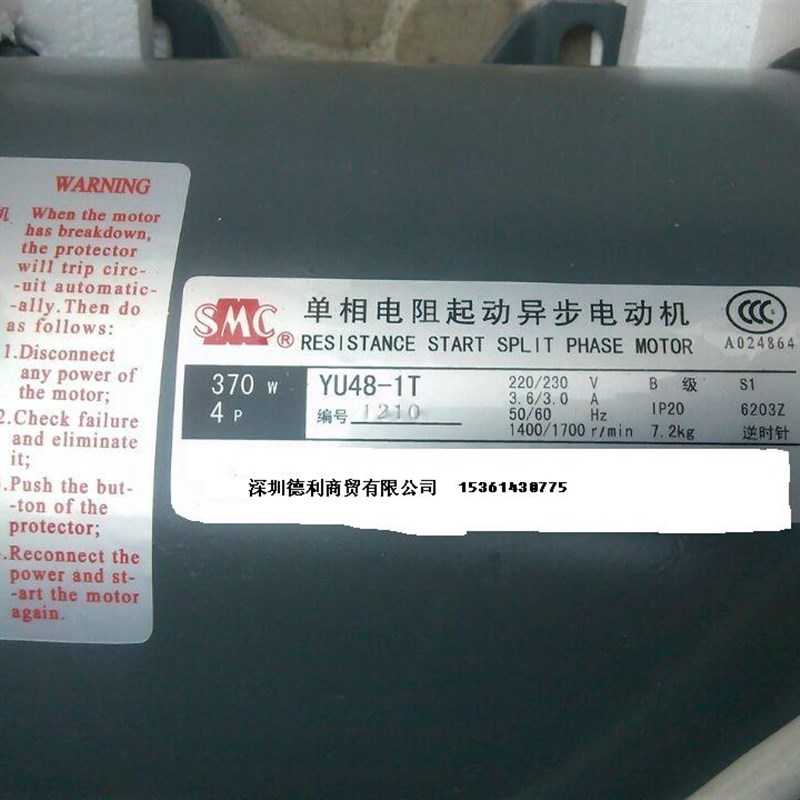 WARNING
机 When the motor
has breakdown,
the protector
will trip circ-
-uit automatic-
-ally.Then do
as follows:
1.Disconnect
any power of
the motor;
2.Check failure
and eliminate
it;
.Push the but-
-ton of the
protector;
.Reconnect the
power and st-
-art the motor
again.
SMC® 单相电阻起动异步电动机 CCC
RESISTANCE START SPLIT PHASE MOTOR A024864
370 W YU48-1T 220/230 V B 级 S1
3.6/3.0 A
4 P 编号 1210 50/60 Hz IP20 6203Z
1400/1700 r/min 7.2kg 逆时针
深圳德利商贸有限公司 15361430775